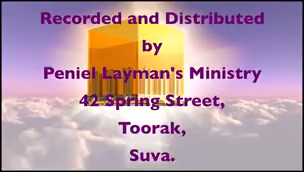 Recorded and Distributed
by
Peniel Layman's Ministry
42 Spring Street,
Toorak,
Suva.